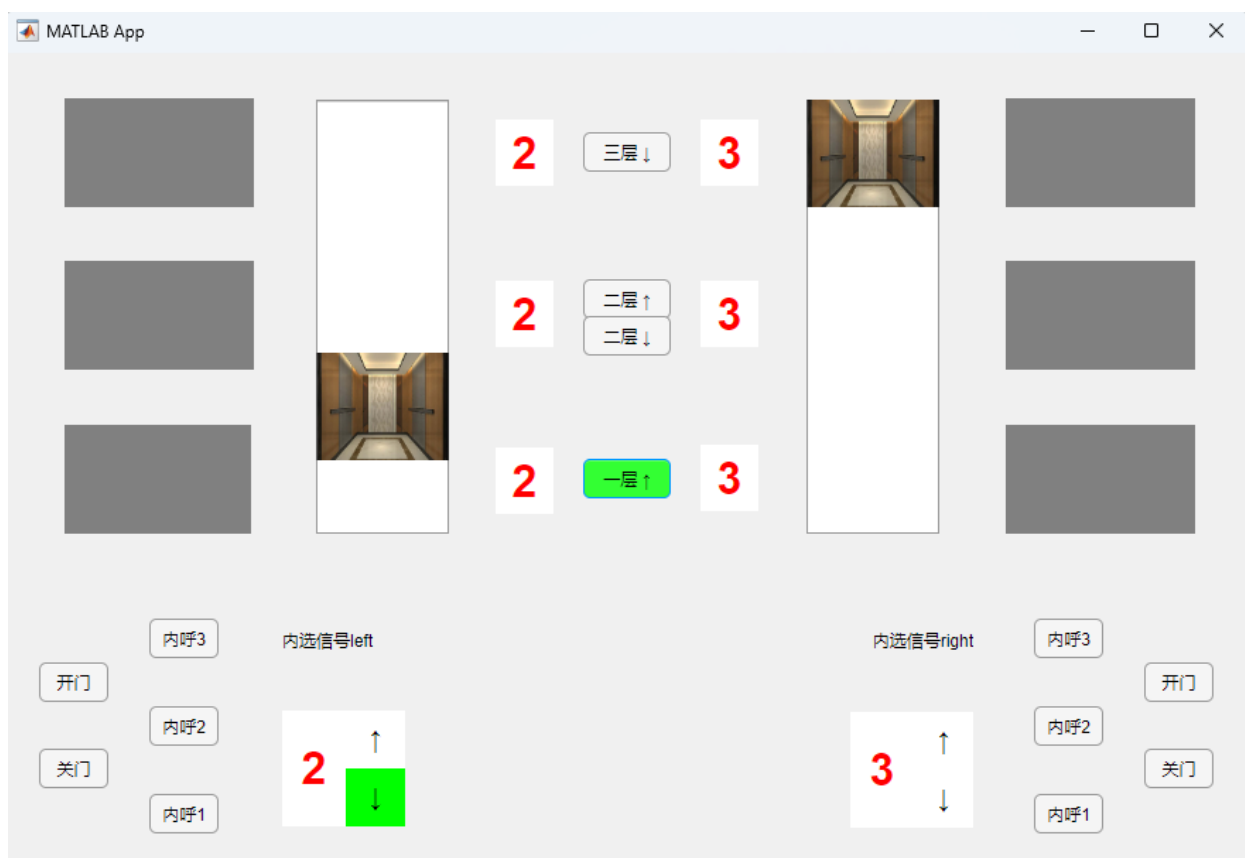 MATLAB App
2 三层↓ 3
二层↑
2 3
二层↓
2 一层↑ 3
内呼3 内选信号left 内选信号right 内呼3
开门 开门
内呼2 内呼2
↑ ↑
2 3
关门 关门
↓ ↓
内呼1 内呼1